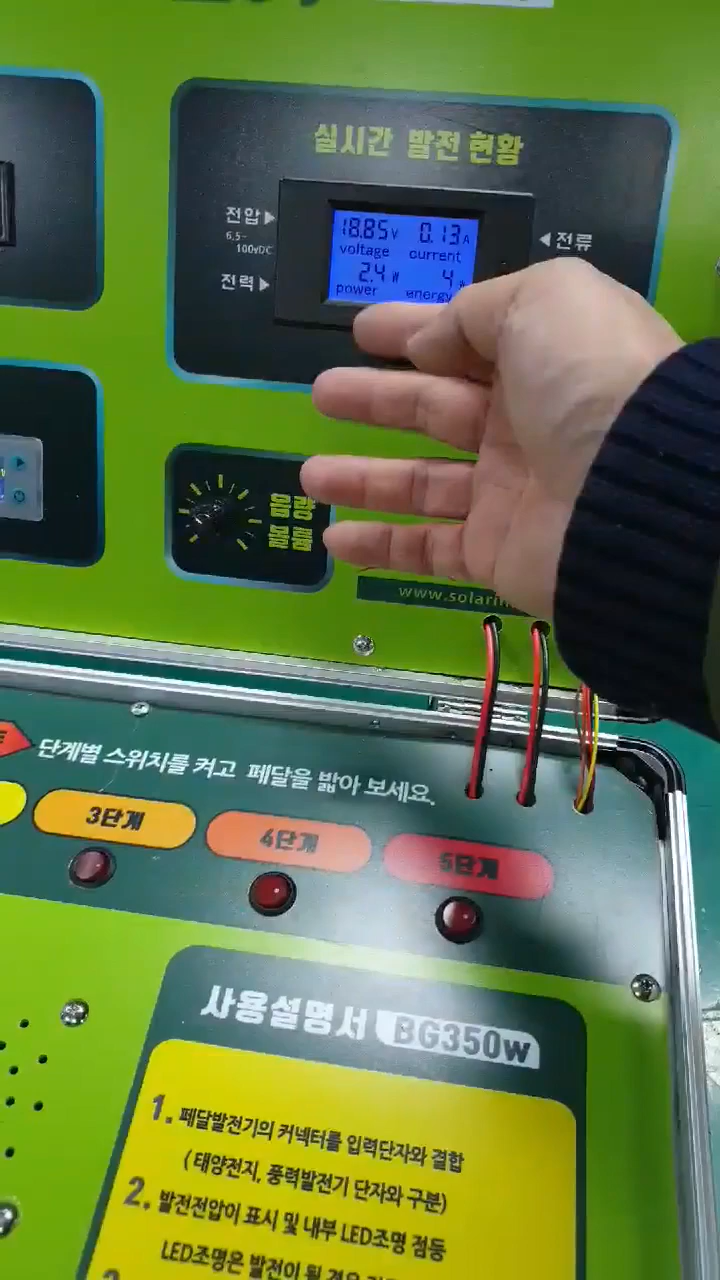 실시간 발전 현황
전압▶
6.5~
100vDC
◀전류
전력▶
18.85v 0.13A
voltage current
2.4w 4
power energy
음량
볼륨
www.solarin
단계별 스위치를 켜고 페달을 밟아 보세요.
3단계
4단계
5단계
사용설명서 BG350w
1. 페달발전기의 커넥터를 입력단자와 결합
( 태양전지, 풍력발전기 단자와 구분)
2. 발전전압이 표시 및 내부 LED조명 점등
LED조명은 발전이 될 경우